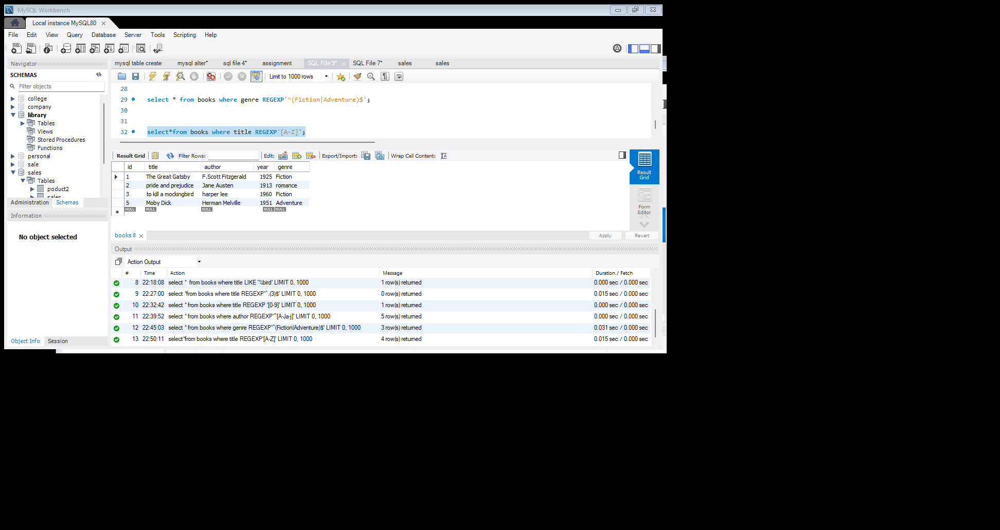 MySQL Workbench
Local instance MySQL80
File Edit View Query Database Server Tools Scripting Help
Navigator
SCHEMAS
Filter objects
college
company
library
Tables
Views
Stored Procedures
Functions
personal
sale
sales
Tables
poduct2
sales
Administration Schemas
Information
No object selected
Object Info Session
mysql table create mysql alter* sql file 4* assignment SQL File 9* SQL File 7* sales sales
Limit to 1000 rows
28
29 select * from books where genre REGEXP'^(Fiction|Adventure)$';
30
31
32 select*from books where title REGEXP'[A-Z]';
Result Grid Filter Rows: Edit: Export/Import: Wrap Cell Content:
id title author year genre
1 The Great Gatsby F.Scott Fitzgerald 1925 Fiction
2 pride and prejudice Jane Austen 1913 romance
3 to kill a mockingbird harper lee 1960 Fiction
5 Moby Dick Herman Melville 1951 Adventure
NULL NULL NULL NULL NULL
Result
Grid
Form
Editor
books 8
Apply Revert
Output
Action Output
# Time Action Message Duration / Fetch
8 22:18:08 select * from books where title LIKE '%bird' LIMIT 0, 1000 1 row(s) returned 0.000 sec / 0.000 sec
9 22:27:00 select *from books where title REGEXP'^.(3)$' LIMIT 0, 1000 0 row(s) returned 0.015 sec / 0.000 sec
10 22:32:42 select * from books where title REGEXP '[0-9]' LIMIT 0, 1000 1 row(s) returned 0.000 sec / 0.000 sec
11 22:39:52 select * from books where author REGEXP'^[A-Ja-j]' LIMIT 0, 1000 5 row(s) returned 0.000 sec / 0.000 sec
12 22:45:03 select * from books where genre REGEXP'^(Fiction|Adventure)$' LIMIT 0, 1000 3 row(s) returned 0.031 sec / 0.000 sec
13 22:50:11 select*from books where title REGEXP'[A-Z]' LIMIT 0, 1000 4 row(s) returned 0.015 sec / 0.000 sec